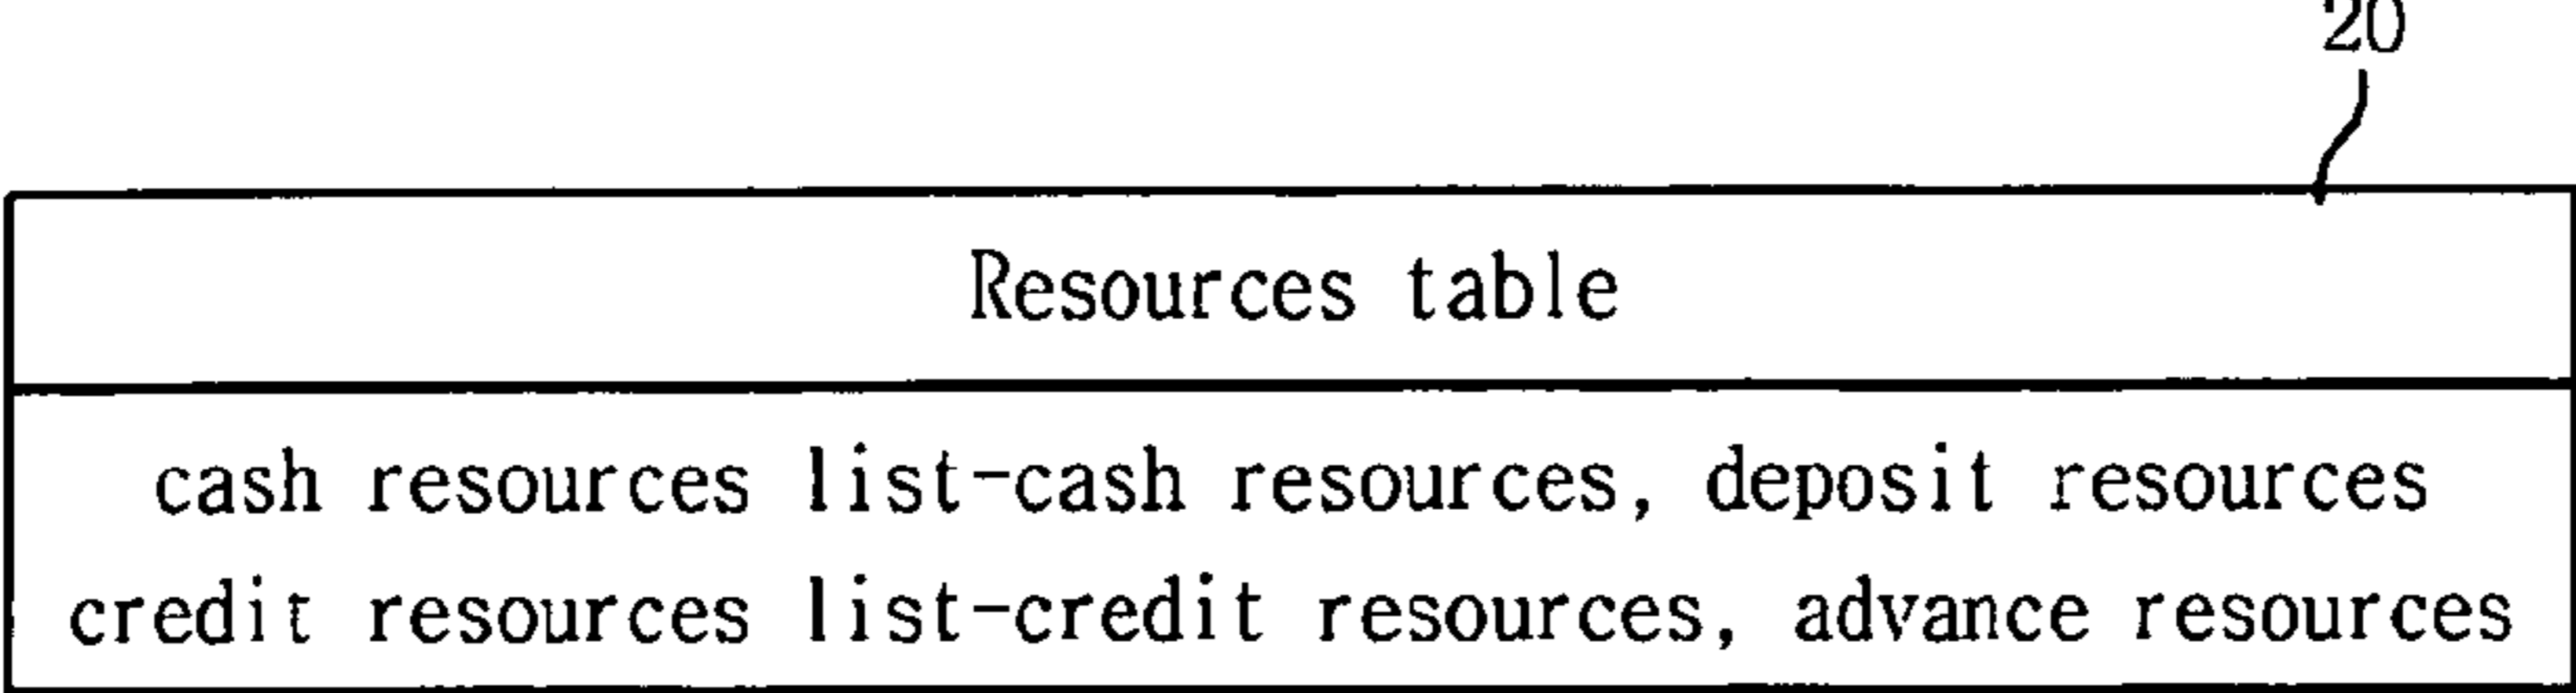 20
Resources table
cash resources list-cash resources, deposit resources
credit resources list-credit resources, advance resources